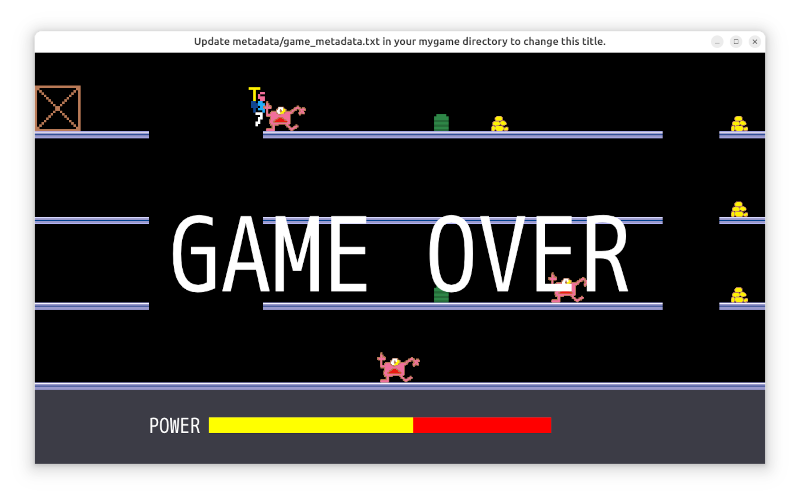 Update metadata/game_metadata.txt in your mygame directory to change this title.
GAME OVER
POWER